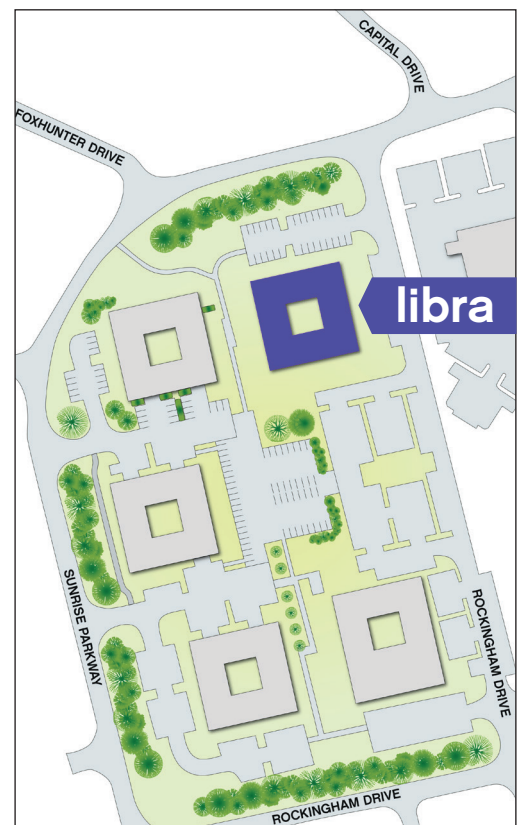 CAPITAL DRIVE
FOXHUNTER DRIVE
libra
SUNRISE PARKWAY
ROCKINGHAM DRIVE
ROCKINGHAM DRIVE